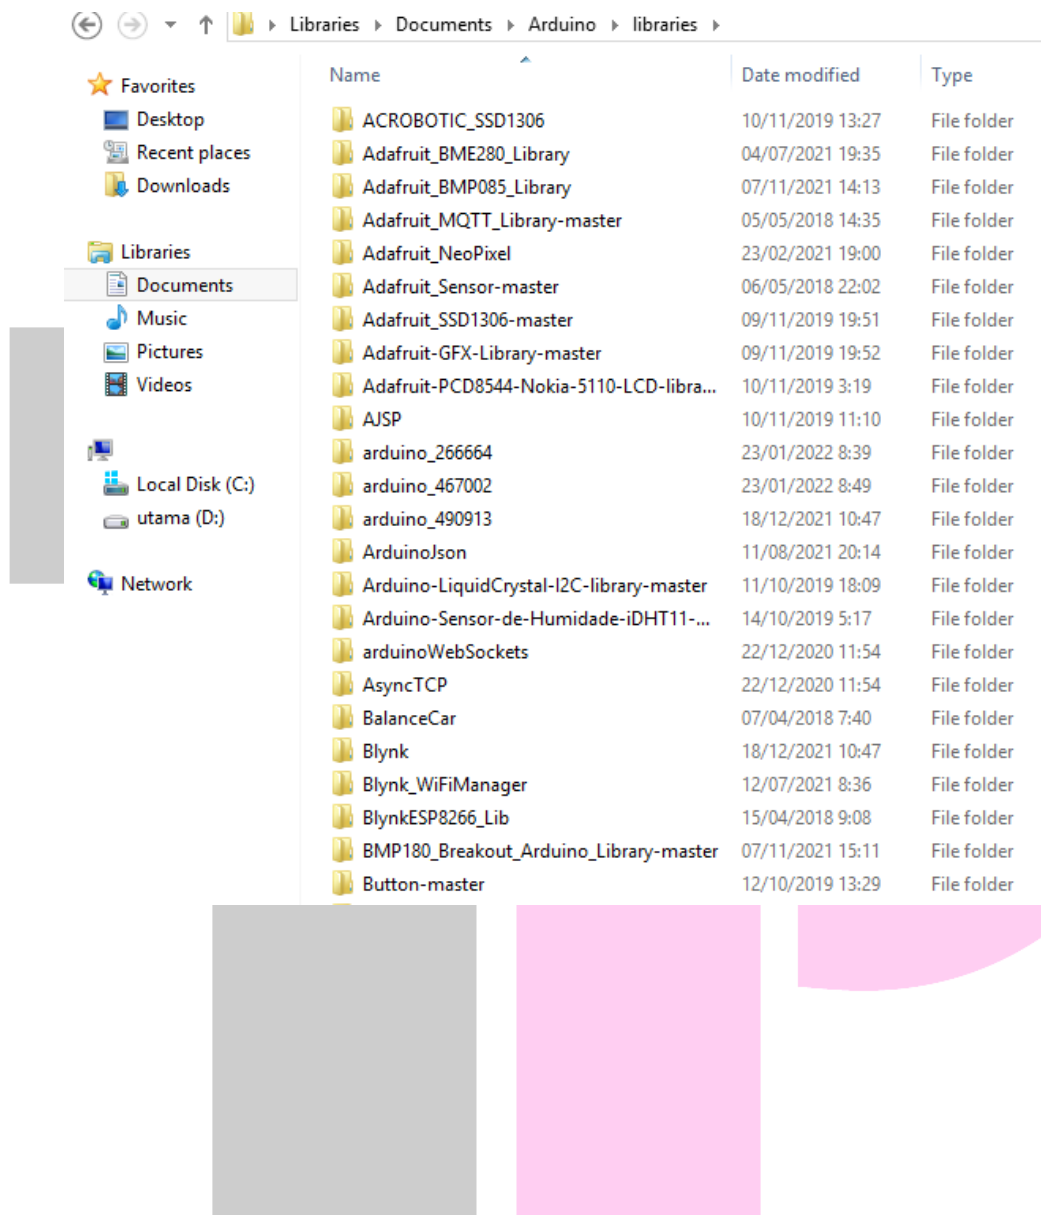 Libraries Documents Arduino libraries
Favorites
Desktop
Recent places
Downloads
Libraries
Documents
Music
Pictures
Videos
Local Disk (C:)
utama (D:)
Network
Name Date modified Type
ACROBOTIC_SSD1306 10/11/2019 13:27 File folder
Adafruit_BME280_Library 04/07/2021 19:35 File folder
Adafruit_BMP085_Library 07/11/2021 14:13 File folder
Adafruit_MQTT_Library-master 05/05/2018 14:35 File folder
Adafruit_NeoPixel 23/02/2021 19:00 File folder
Adafruit_Sensor-master 06/05/2018 22:02 File folder
Adafruit_SSD1306-master 09/11/2019 19:51 File folder
Adafruit-GFX-Library-master 09/11/2019 19:52 File folder
Adafruit-PCD8544-Nokia-5110-LCD-libra... 10/11/2019 3:19 File folder
AJSP 10/11/2019 11:10 File folder
arduino_266664 23/01/2022 8:39 File folder
arduino_467002 23/01/2022 8:49 File folder
arduino_490913 18/12/2021 10:47 File folder
ArduinoJson 11/08/2021 20:14 File folder
Arduino-LiquidCrystal-I2C-library-master 11/10/2019 18:09 File folder
Arduino-Sensor-de-Humidade-iDHT11-... 14/10/2019 5:17 File folder
arduinoWebSockets 22/12/2020 11:54 File folder
AsyncTCP 22/12/2020 11:54 File folder
BalanceCar 07/04/2018 7:40 File folder
Blynk 18/12/2021 10:47 File folder
Blynk_WiFiManager 12/07/2021 8:36 File folder
BlynkESP8266_Lib 15/04/2018 9:08 File folder
BMP180_Breakout_Arduino_Library-master 07/11/2021 15:11 File folder
Button-master 12/10/2019 13:29 File folder